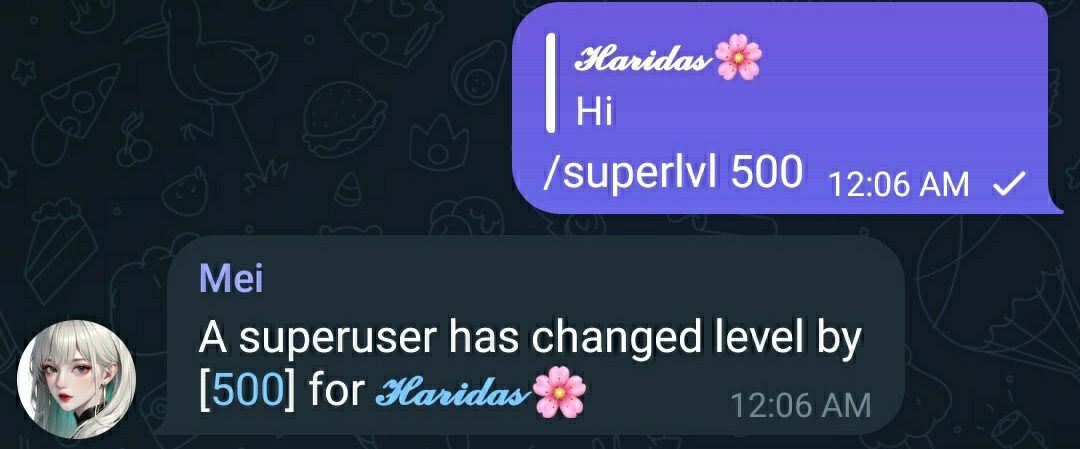 𝓗𝓪𝓻𝓲𝓭𝓪𝓼🌸
Hi
/superlvl 500 12:06 AM
Mei
A superuser has changed level by
[500] for 𝓗𝓪𝓻𝓲𝓭𝓪𝓼🌸 12:06 AM